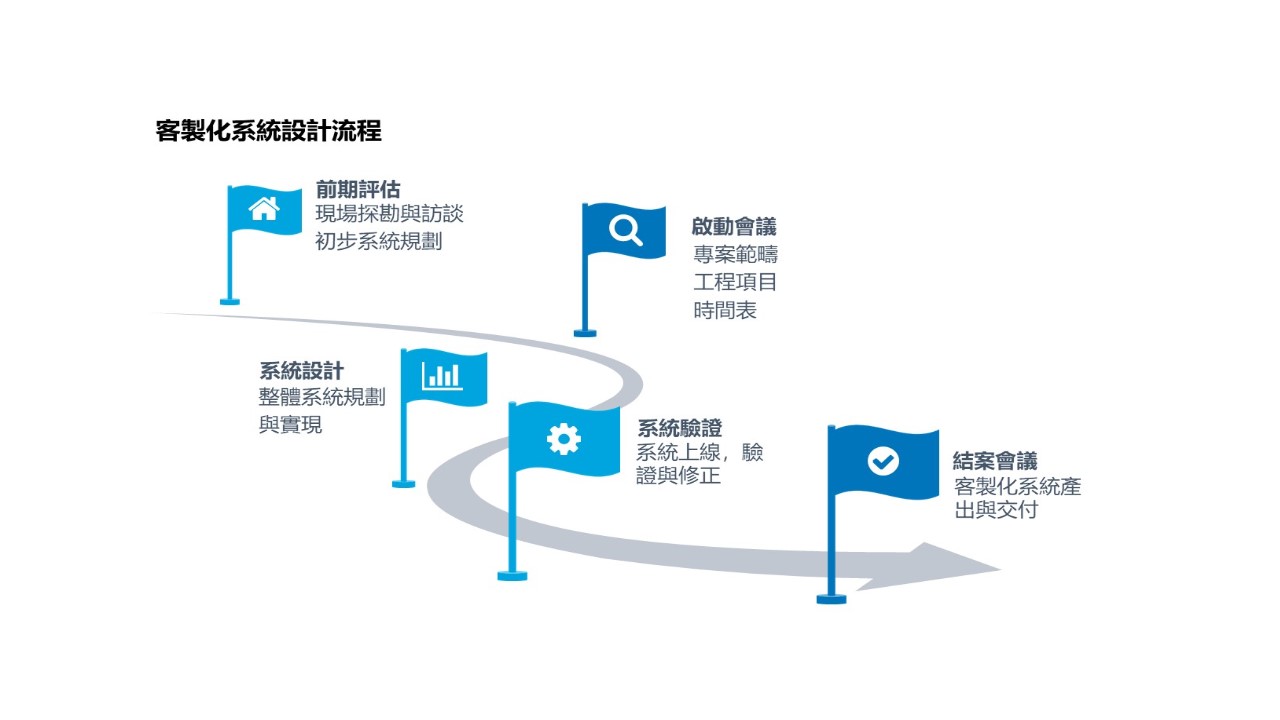 客製化系統設計流程
前期評估
現場探勘與訪談
初步系統規劃
啟動會議
專案範疇
工程項目
時間表
系統設計
整體系統規劃
與實現
系統驗證
系統上線，驗
證與修正
結案會議
客製化系統產
出與交付